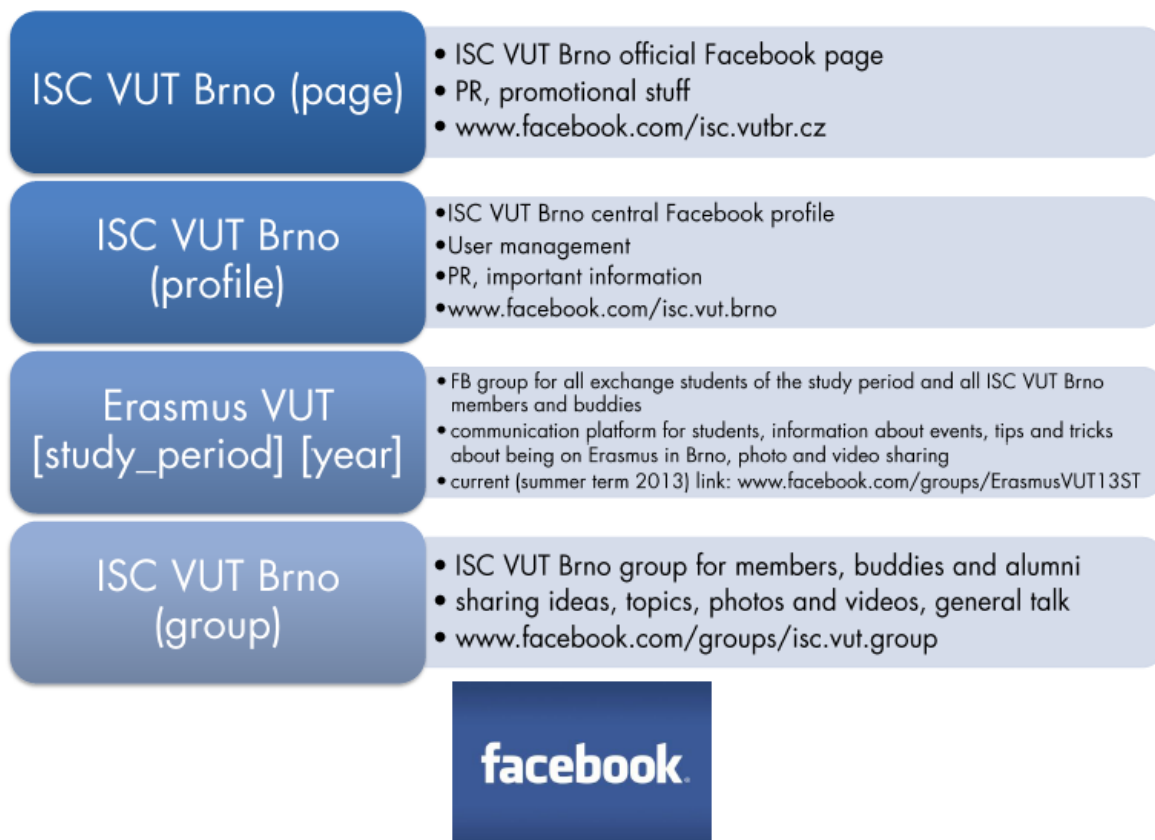 ISC VUT Brno (page)
• ISC VUT Brno official Facebook page
• PR, promotional stuff
• www.facebook.com/isc.vutbr.cz
ISC VUT Brno
(profile)
•ISC VUT Brno central Facebook profile
•User management
•PR, important information
•www.facebook.com/isc.vut.brno
Erasmus VUT
[study_period] [year]
• FB group for all exchange students of the study period and all ISC VUT Brno
members and buddies
• communication platform for students, information about events, tips and tricks
about being on Erasmus in Brno, photo and video sharing
• current (summer term 2013) link: www.facebook.com/groups/ErasmusVUT13ST
ISC VUT Brno
(group)
• ISC VUT Brno group for members, buddies and alumni
• sharing ideas, topics, photos and videos, general talk
• www.facebook.com/groups/isc.vut.group
facebook.